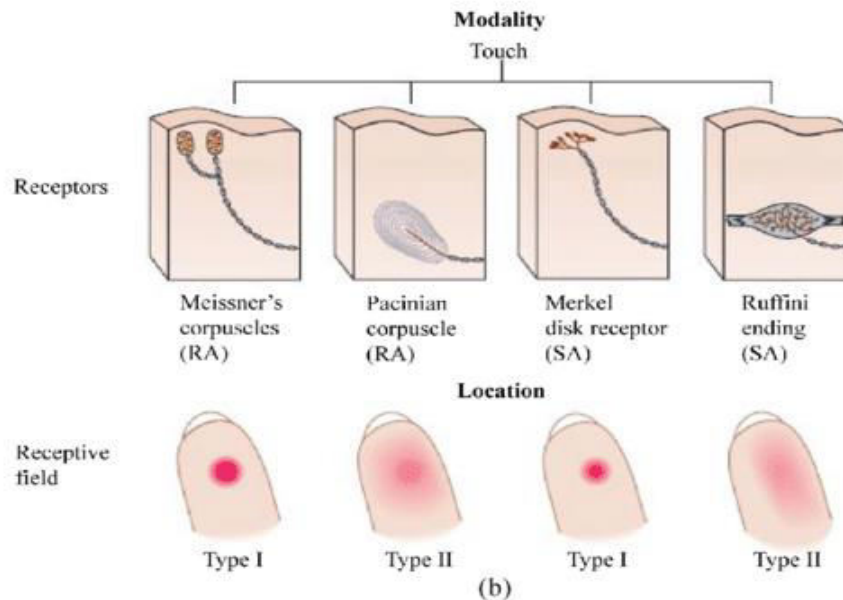 Modality
Touch
Receptors
Meissner's
corpuscles
(RA)
Pacinian
corpuscle
(RA)
Merkel
disk receptor
(SA)
Ruffini
ending
(SA)
Location
Receptive
field
Type I
Type II
Type I
Type II
(b)